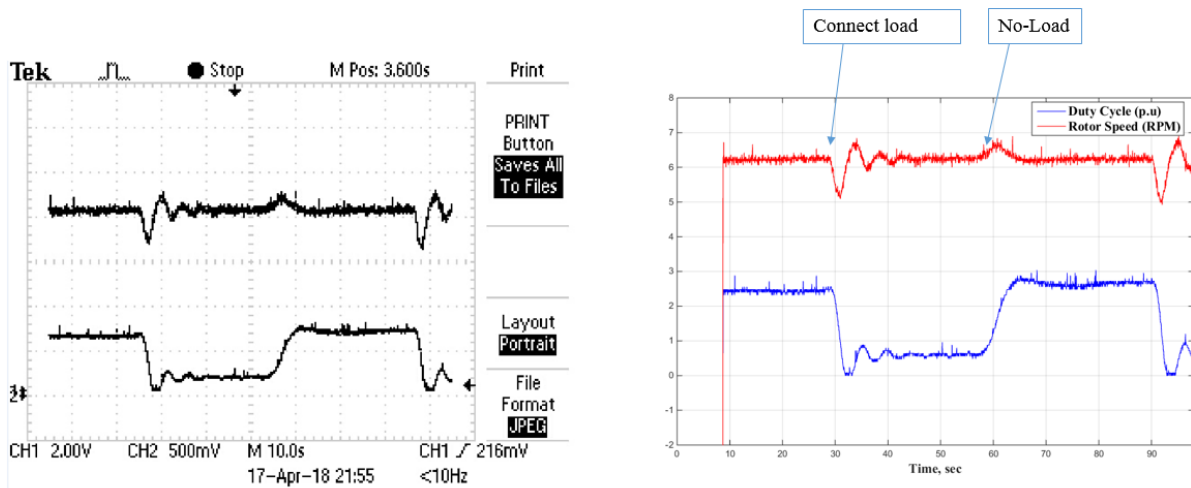 Tek
Stop
M Pos: 3.600s
Print
PRINT
Button
Saves All
To Files
Layout
Portrait
File
Format
JPEG
1
2
CH1 2.00V
CH2 500mV
M 10.0s
CH1
216mV
17-Apr-18 21:55
<10Hz
Connect load
No-Load
Duty Cycle (p.u)
Rotor Speed (RPM)
8
7
6
5
4
3
2
1
0
-1
-2
0 10 20 30 40 50 60 70 80 90
Time, sec